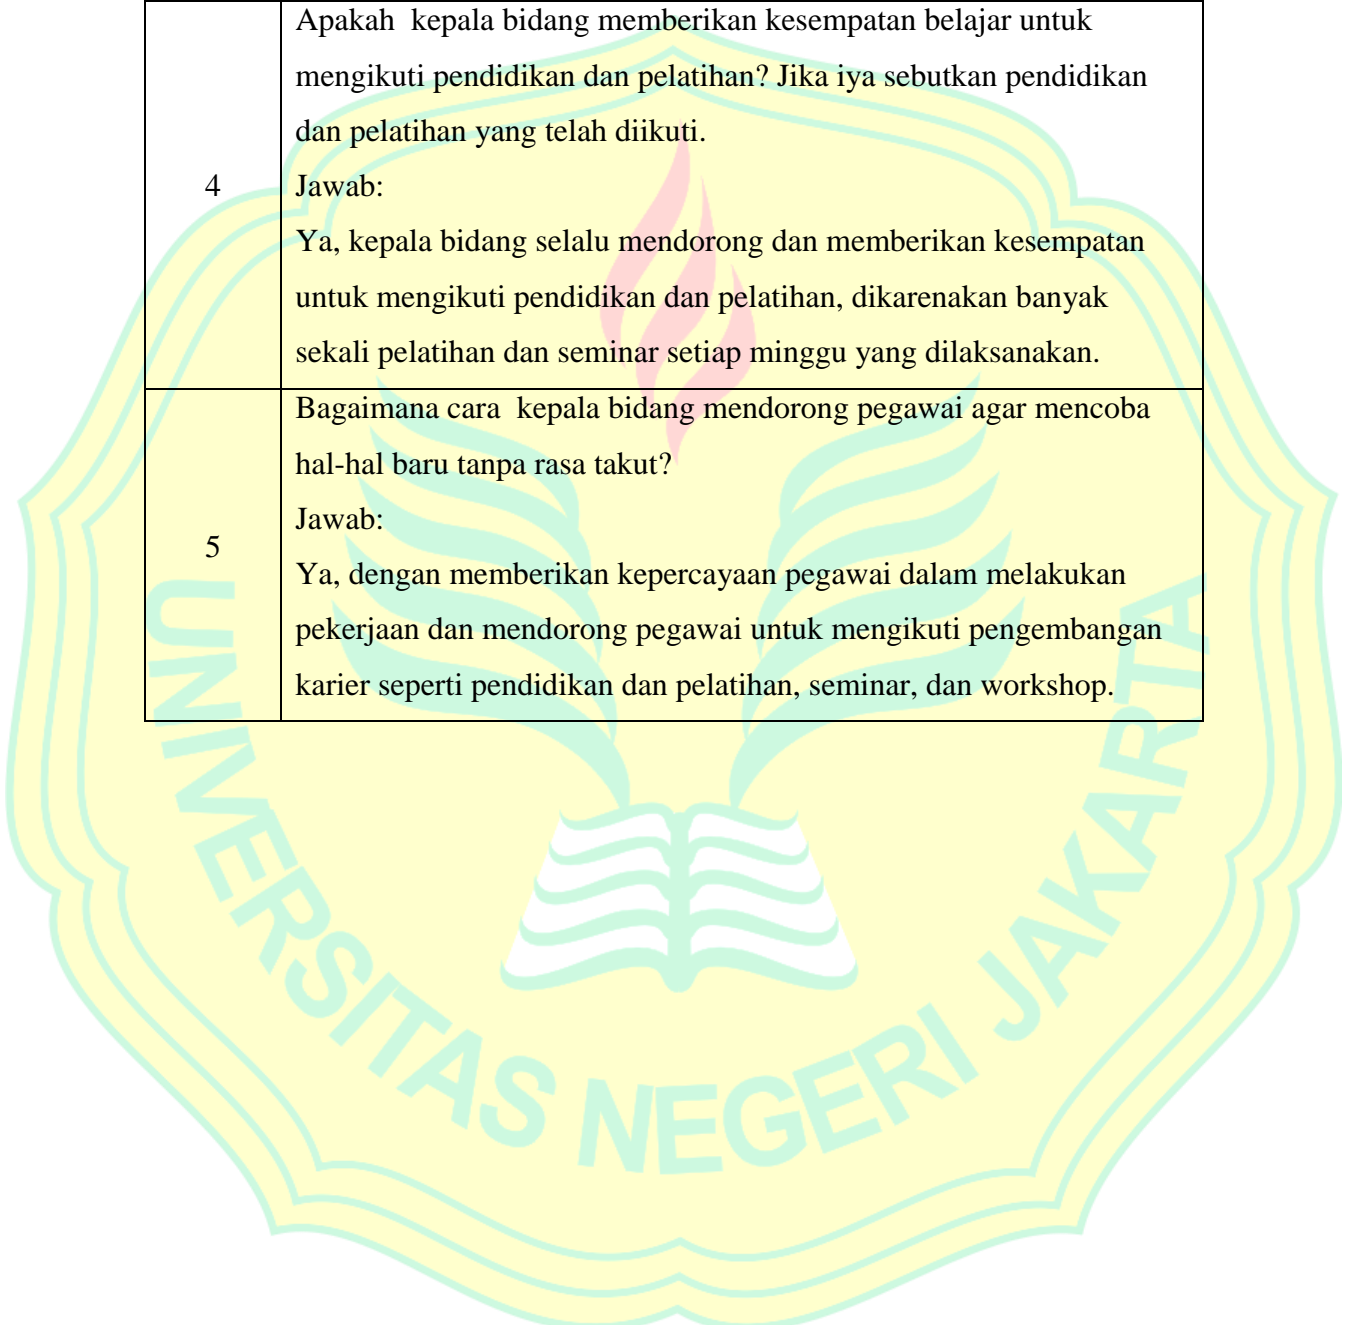 Apakah  kepala bidang memberikan kesempatan belajar untuk
mengikuti pendidikan dan pelatihan? Jika iya sebutkan pendidikan
dan pelatihan yang telah diikuti.
4
Jawab:
Ya, kepala bidang selalu mendorong dan memberikan kesempatan
untuk mengikuti pendidikan dan pelatihan, dikarenakan banyak
sekali pelatihan dan seminar setiap minggu yang dilaksanakan.
Bagaimana cara  kepala bidang mendorong pegawai agar mencoba
hal-hal baru tanpa rasa takut?
Jawab:
5
Ya, dengan memberikan kepercayaan pegawai dalam melakukan
pekerjaan dan mendorong pegawai untuk mengikuti pengembangan
karier seperti pendidikan dan pelatihan, seminar, dan workshop.
UNIVERSITAS NEGERI JAKARTA